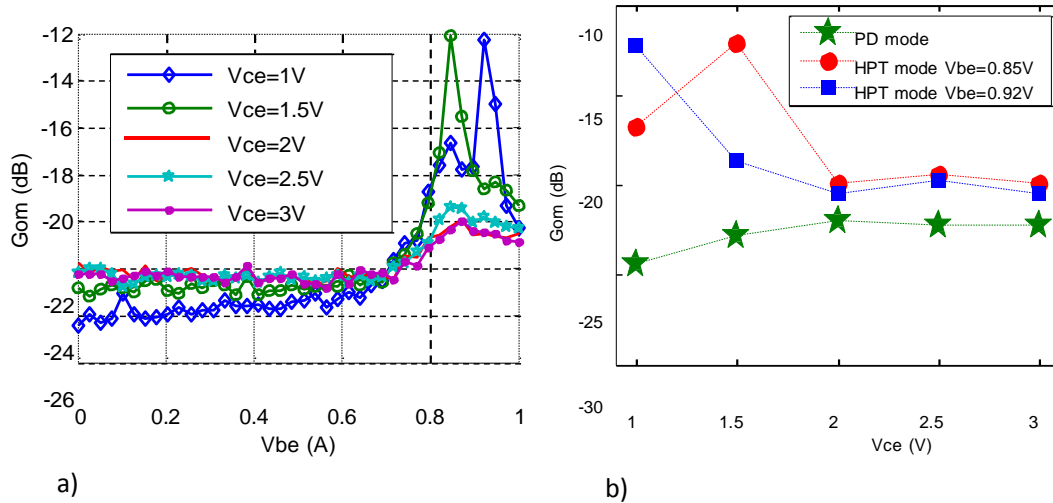 -12
-14
-16
-18
-20
-22
-24
-26
Gom (dB)
Vce=1V
Vce=1.5V
Vce=2V
Vce=2.5V
Vce=3V
0 0.2 0.4 0.6 0.8 1
Vbe (A)
a)
-10
-15
-20
-25
-30
Gom (dB)
PD mode
HPT mode Vbe=0.85V
HPT mode Vbe=0.92V
1 1.5 2 2.5 3
Vce (V)
b)